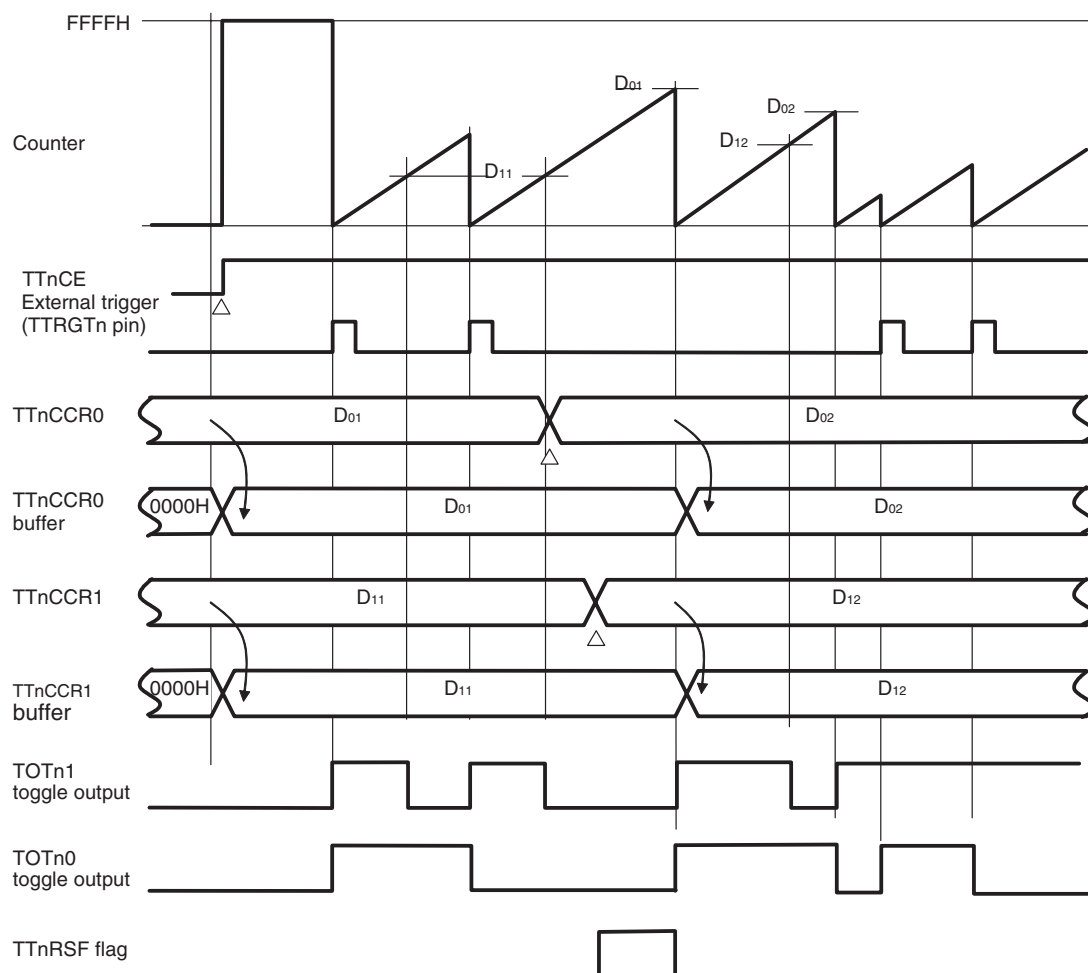 FFFFH
D01
D02
D12
Counter
D11
TTnCE
External trigger
(TTRGTn pin)
TTnCCR0
D01
D02
TTnCCR0
buffer
0000H
D01
D02
TTnCCR1
D11
D12
TTnCCR1
buffer
0000H
D11
D12
TOTn1
toggle output
TOTn0
toggle output
TTnRSF flag